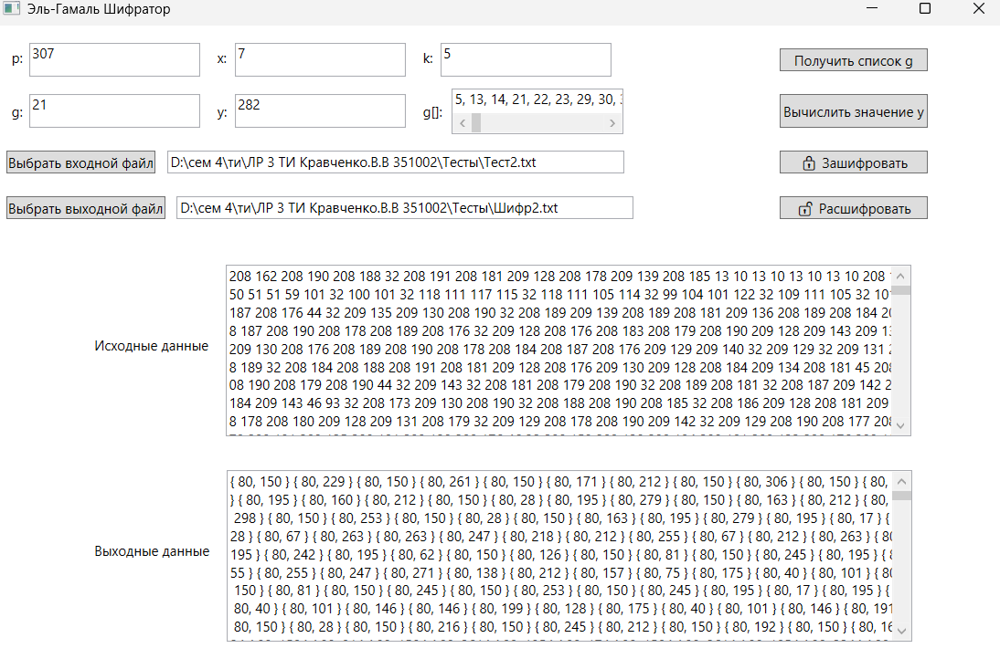 Эль-Гамаль Шифратор
p: 307 x: 7 k: 5 Получить список g
g: 21 y: 282 g[]: 5, 13, 14, 21, 22, 23, 29, 30, Вычислить значение y
Выбрать входной файл D:\сем 4\ти\ЛР 3 ТИ Кравченко.В.В 351002\Тесты\Тест2.txt Зашифровать
Выбрать выходной файл D:\сем 4\ти\ЛР 3 ТИ Кравченко.В.В 351002\Тесты\Шифр2.txt Расшифровать
Исходные данные
208 162 208 190 208 188 32 208 191 208 181 209 128 208 178 209 139 208 185 13 10 13 10 13 10 13 10 208
50 51 51 59 101 32 100 101 32 118 111 117 115 32 118 111 105 114 32 99 104 101 122 32 109 111 105 32
187 208 176 44 32 209 135 209 130 208 190 32 208 189 209 139 208 189 208 181 209 136 208 189 208 184
8 187 208 190 208 178 208 189 208 176 32 209 128 208 176 208 183 208 179 208 190 209 128 209 143 209
209 130 208 176 208 189 208 190 208 178 208 184 208 187 208 176 209 129 209 140 32 209 129 32 209 131
8 189 32 208 184 208 188 208 191 208 181 209 128 208 176 209 130 209 128 208 184 209 134 208 181 45
08 190 208 179 208 190 44 32 209 143 32 208 181 208 179 208 190 32 208 189 208 181 32 208 187 209 142
184 209 143 46 93 32 208 173 209 130 208 190 32 208 188 208 190 208 185 32 208 186 209 128 208 181 209
8 178 208 180 209 128 209 131 208 179 32 209 129 208 178 208 190 209 142 32 209 129 208 190 208 177
Выходные данные
{ 80, 150 } { 80, 229 } { 80, 150 } { 80, 261 } { 80, 150 } { 80, 171 } { 80, 212 } { 80, 150 } { 80, 306 } { 80, 150 } { 80,
} { 80, 195 } { 80, 160 } { 80, 212 } { 80, 150 } { 80, 28 } { 80, 195 } { 80, 279 } { 80, 150 } { 80, 163 } { 80, 212 } { 80,
298 } { 80, 150 } { 80, 253 } { 80, 150 } { 80, 28 } { 80, 150 } { 80, 163 } { 80, 195 } { 80, 279 } { 80, 195 } { 80, 17 } {
28 } { 80, 67 } { 80, 263 } { 80, 263 } { 80, 247 } { 80, 218 } { 80, 212 } { 80, 255 } { 80, 67 } { 80, 212 } { 80, 263 } {
195 } { 80, 242 } { 80, 195 } { 80, 62 } { 80, 150 } { 80, 126 } { 80, 150 } { 80, 81 } { 80, 150 } { 80, 245 } { 80, 195 } {
55 } { 80, 255 } { 80, 247 } { 80, 271 } { 80, 138 } { 80, 212 } { 80, 157 } { 80, 75 } { 80, 175 } { 80, 40 } { 80, 101 } {
150 } { 80, 81 } { 80, 150 } { 80, 245 } { 80, 150 } { 80, 253 } { 80, 150 } { 80, 245 } { 80, 195 } { 80, 17 } { 80, 195 } {
80, 40 } { 80, 101 } { 80, 146 } { 80, 146 } { 80, 199 } { 80, 128 } { 80, 175 } { 80, 40 } { 80, 101 } { 80, 146 } { 80, 191
80, 150 } { 80, 28 } { 80, 150 } { 80, 216 } { 80, 150 } { 80, 245 } { 80, 212 } { 80, 150 } { 80, 192 } { 80, 150 } { 80,